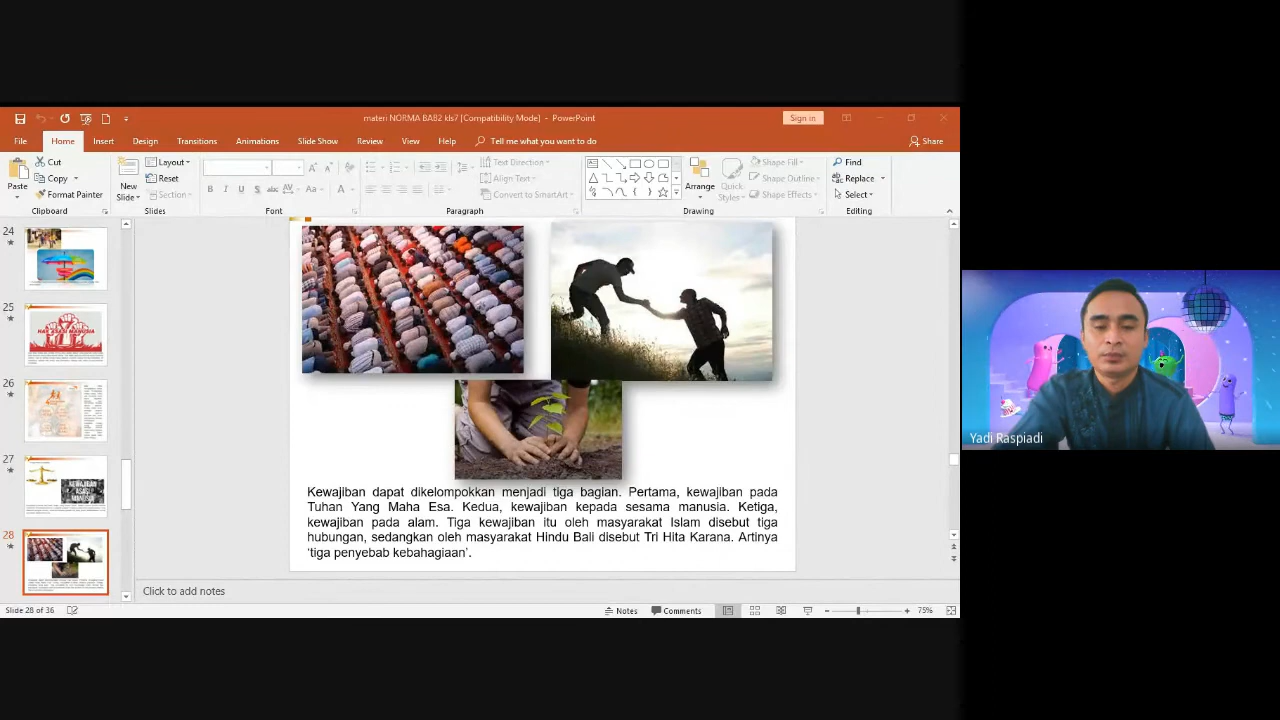 materi NORMA BAB2 kls7 [Compatibility Mode] - PowerPoint
Sign in
File Home Insert Design Transitions Animations Slide Show Review View Help Tell me what you want to do Share
Paste
Cut
Copy
Format Painter
Clipboard
New
Slide
Layout
Reset
Section
Slides
Font
Text Direction
Align Text
Convert to SmartArt
Paragraph
Arrange
Quick
Styles
Shape Fill
Shape Outline
Shape Effects
Drawing
Find
Replace
Select
Editing
24
25
HAK ASASI MANUSIA
26
27
KEWAJIBAN
ASASI
MANUSIA
28
Kewajiban dapat dikelompokkan menjadi tiga bagian. Pertama, kewajiban pada
Tuhan Yang Maha Esa. Kedua, kewajiban kepada sesama manusia. Ketiga,
kewajiban pada alam. Tiga kewajiban itu oleh masyarakat Islam disebut tiga
hubungan, sedangkan oleh masyarakat Hindu Bali disebut Tri Hita Karana. Artinya
‘tiga penyebab kebahagiaan’.
Click to add notes
Slide 28 of 36
Notes Comments 75%
Yadi Raspiadi